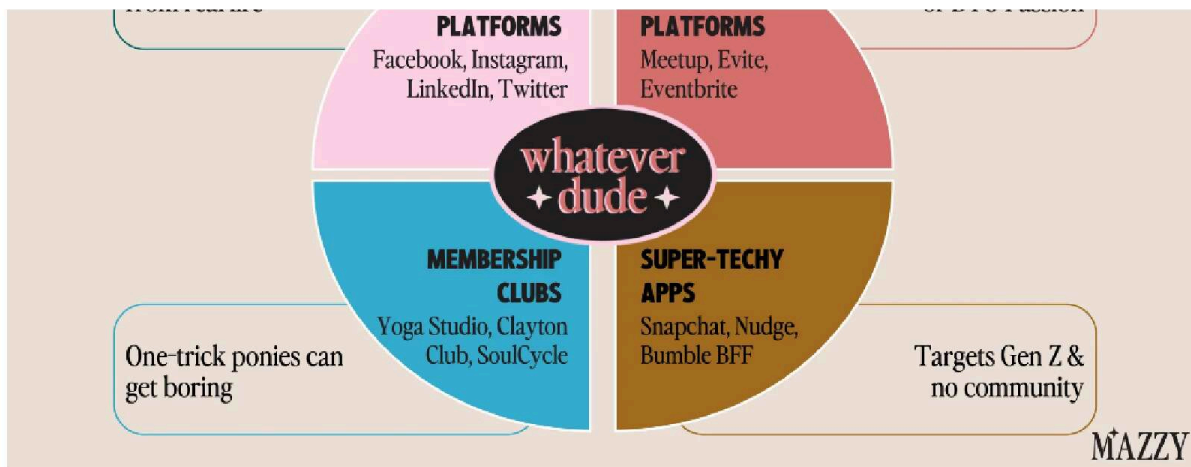 PLATFORMS
Facebook, Instagram,
LinkedIn, Twitter
PLATFORMS
Meetup, Evite,
Eventbrite
whatever
dude
MEMBERSHIP
CLUBS
Yoga Studio, Clayton
Club, SoulCycle
SUPER-TECHY
APPS
Snapchat, Nudge,
Bumble BFF
One-trick ponies can
get boring
Targets Gen Z &
no community
MAZZY